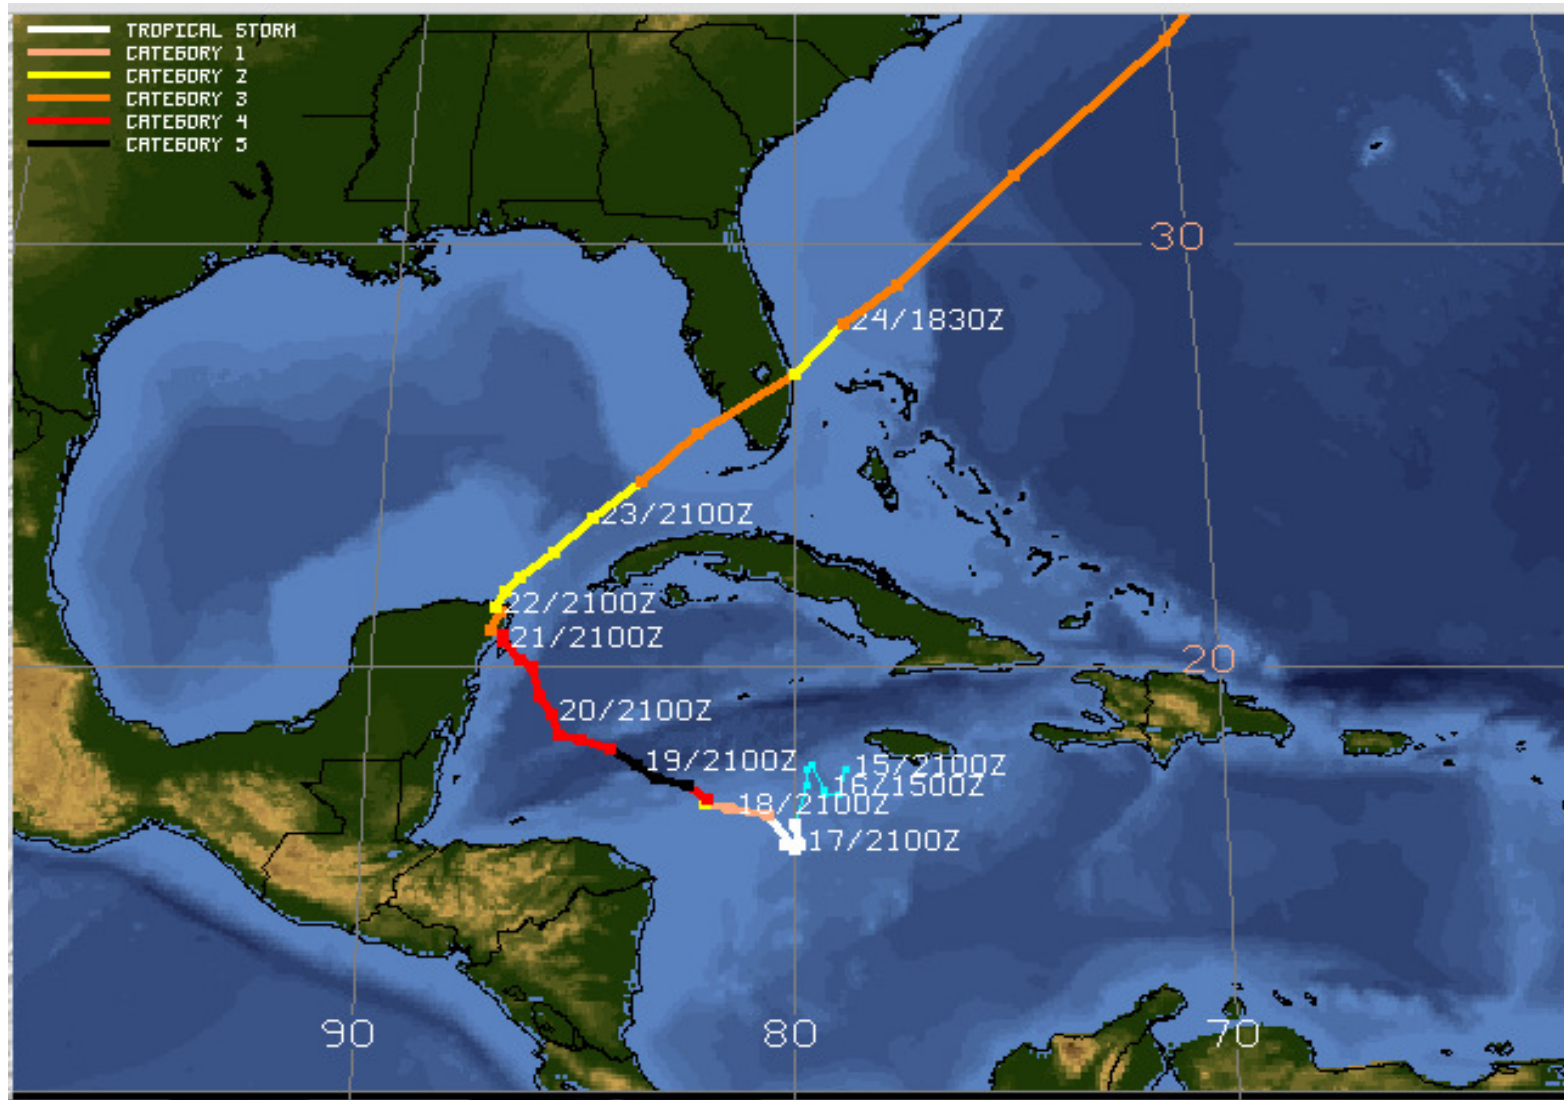 TROPICAL STORM
CATEGORY 1
CATEGORY 2
CATEGORY 3
CATEGORY 4
CATEGORY 5
30
24/1830Z
23/2100Z
22/2100Z
21/2100Z
20
20/2100Z
19/2100Z
15/2100Z
16/1500Z
18/2100Z
17/2100Z
90
80
70